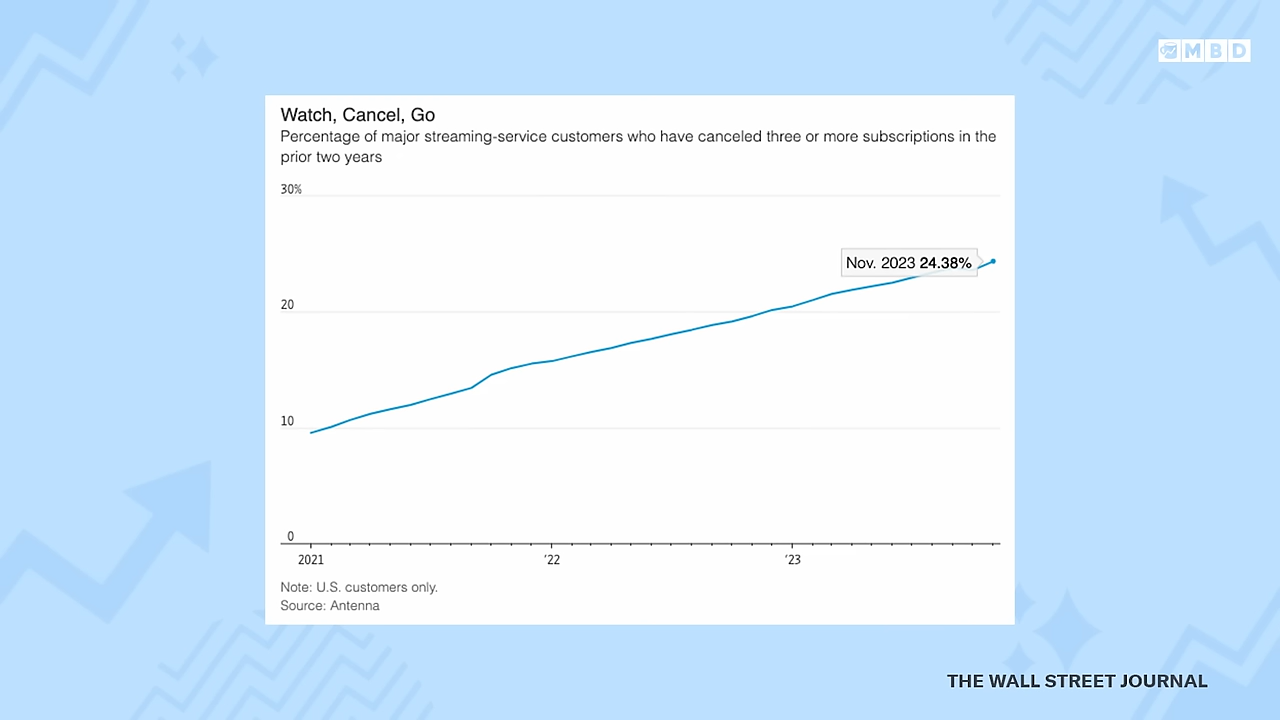 MBD
Watch, Cancel, Go
Percentage of major streaming-service customers who have canceled three or more subscriptions in the
prior two years
30%
Nov. 2023 24.38%
20
10
0
2021 ’22 ’23
Note: U.S. customers only.
Source: Antenna
THE WALL STREET JOURNAL